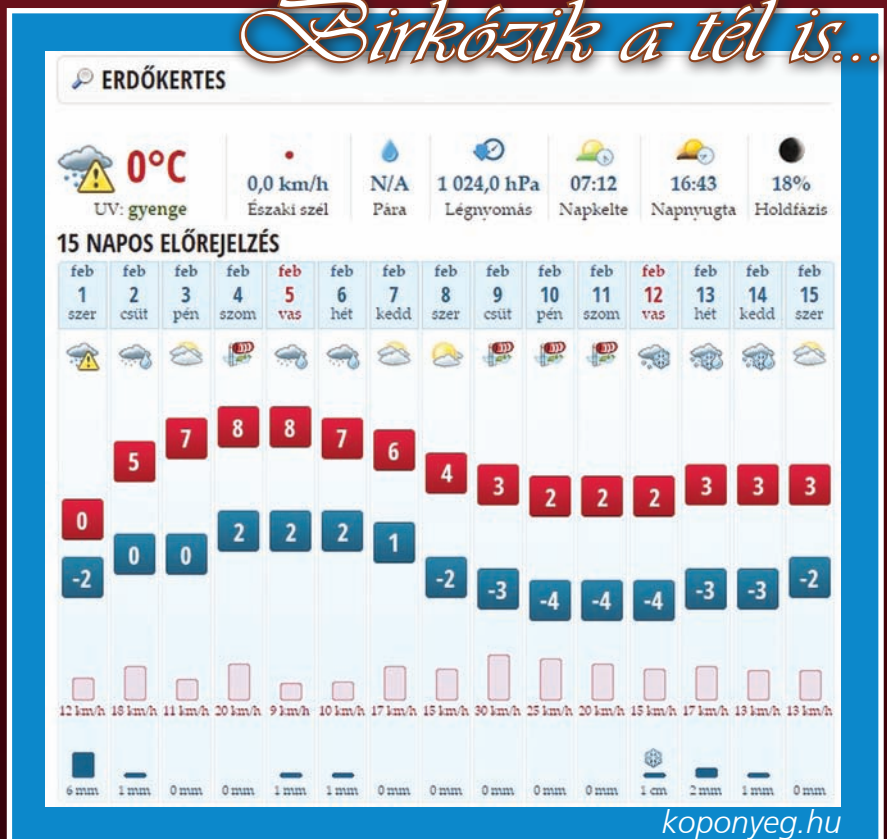 Birkózik a tél is...
ERDŐKERTES
0°C
UV: gyenge
0,0 km/h
Északi szél
N/A
Pára
1 024,0 hPa
Légnyomás
07:12
Napkelte
16:43
Napnyugta
18%
Holdfázis
15 NAPOS ELŐREJELZÉS
feb feb feb feb feb feb feb feb feb feb feb feb feb feb feb
1 2 3 4 5 6 7 8 9 10 11 12 13 14 15
szer csüt pén szom vas hét kedd szer csüt pén szom vas hét kedd szer
0 5 7 8 8 7 6 4 3 2 2 2 3 3 3
-2 0 0 2 2 2 1 -2 -3 -4 -4 -4 -3 -3 -2
12 km/h 18 km/h 11 km/h 20 km/h 9 km/h 10 km/h 17 km/h 15 km/h 30 km/h 25 km/h 20 km/h 15 km/h 17 km/h 13 km/h 13 km/h
6 mm 1 mm 0 mm 0 mm 1 mm 1 mm 0 mm 0 mm 0 mm 0 mm 0 mm 1 cm 2 mm 1 mm 0 mm
koponyeg.hu